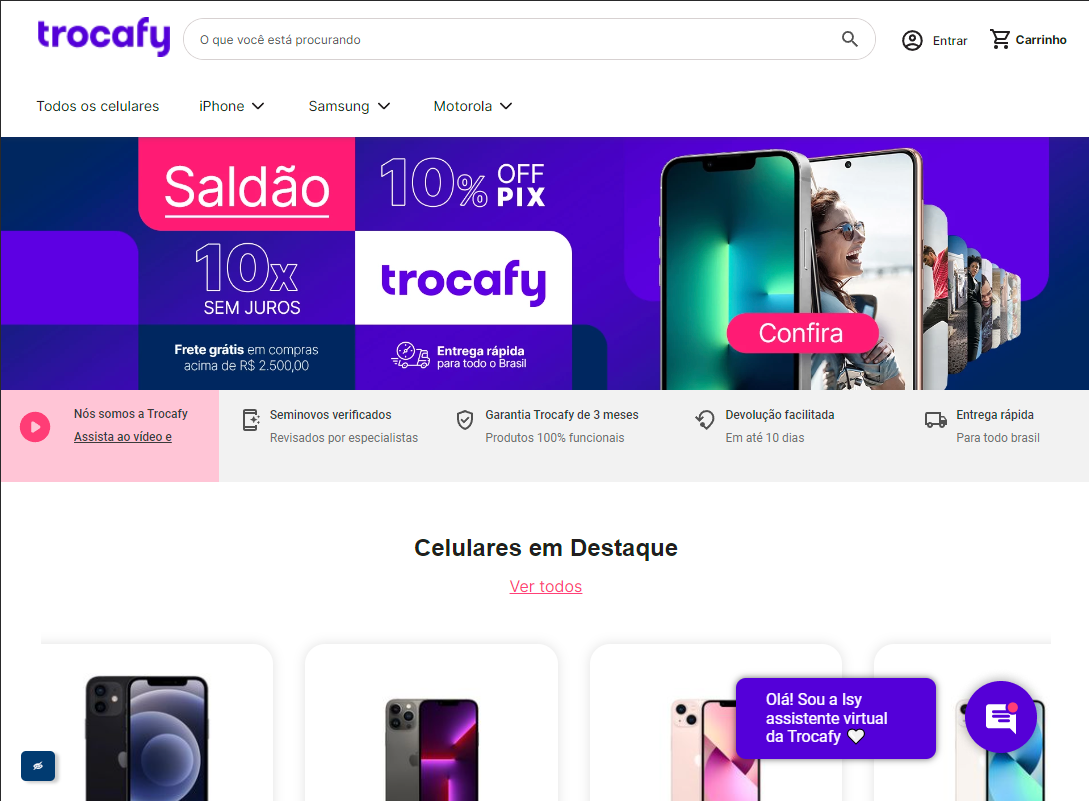 trocafy
O que você está procurando
Entrar
Carrinho
Todos os celulares
iPhone
Samsung
Motorola
Saldão
10% OFF
PIX
10x
SEM JUROS
trocafy
Frete grátis em compras
acima de R$ 2.500,00
Entrega rápida
para todo o Brasil
Confira
Nós somos a Trocafy
Assista ao vídeo e
Seminovos verificados
Revisados por especialistas
Garantia Trocafy de 3 meses
Produtos 100% funcionais
Devolução facilitada
Em até 10 dias
Entrega rápida
Para todo brasil
Celulares em Destaque
Ver todos
Olá! Sou a Isy
assistente virtual
da Trocafy 🤍